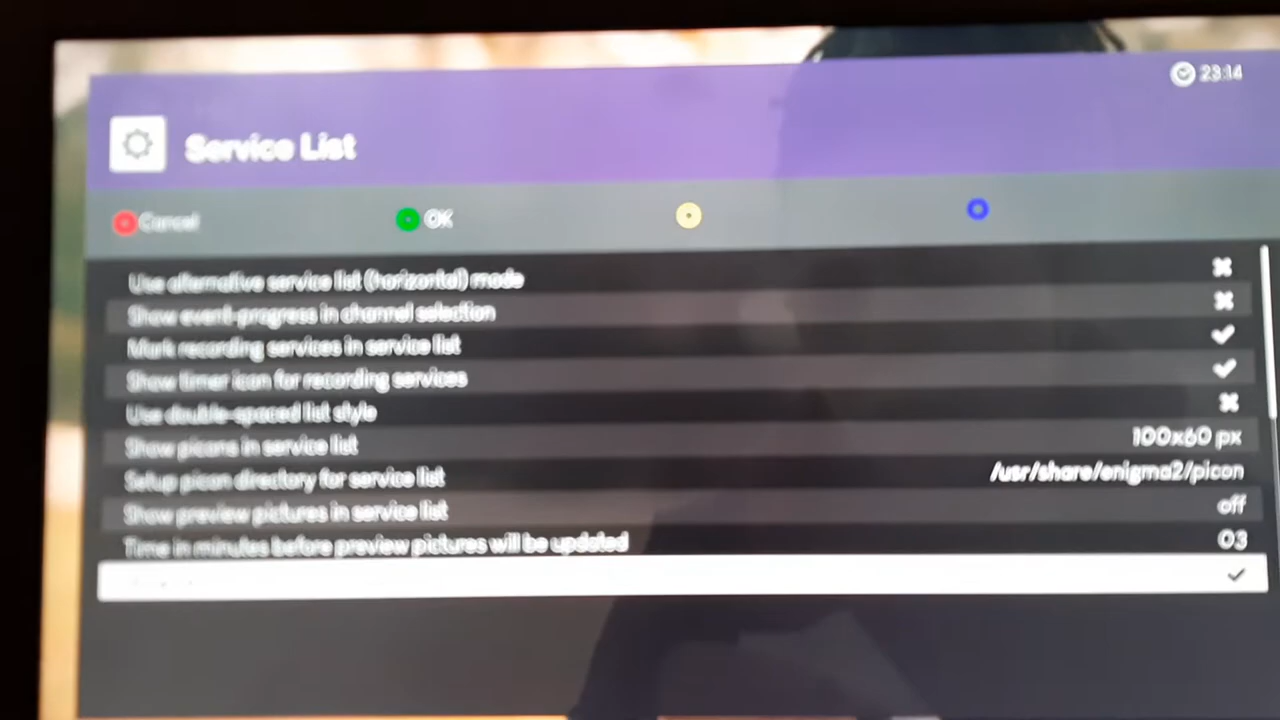 23:14
Service List
Cancel
OK
Use alternative service list (horizontal) mode
Show event-progress in channel selection
Mark recording services in service list
Show timer icon for recording services
Use double-spaced list style
Show picons in service list 100x60 px
Setup picon directory for service list /usr/share/enigma2/picon
Show preview pictures in service list off
Time in minutes before preview pictures will be updated 03